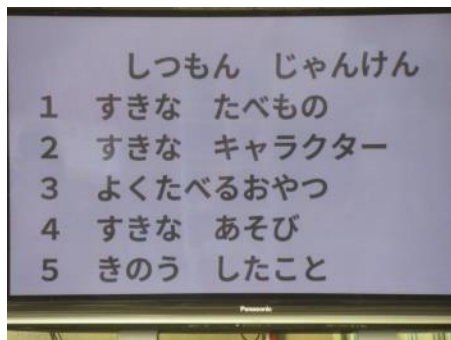 しつもん　じゃんけん
１　すきな　たべもの
２　すきな　キャラクター
３　よくたべるおやつ
４　すきな　あそび
５　きのう　したこと
Panasonic